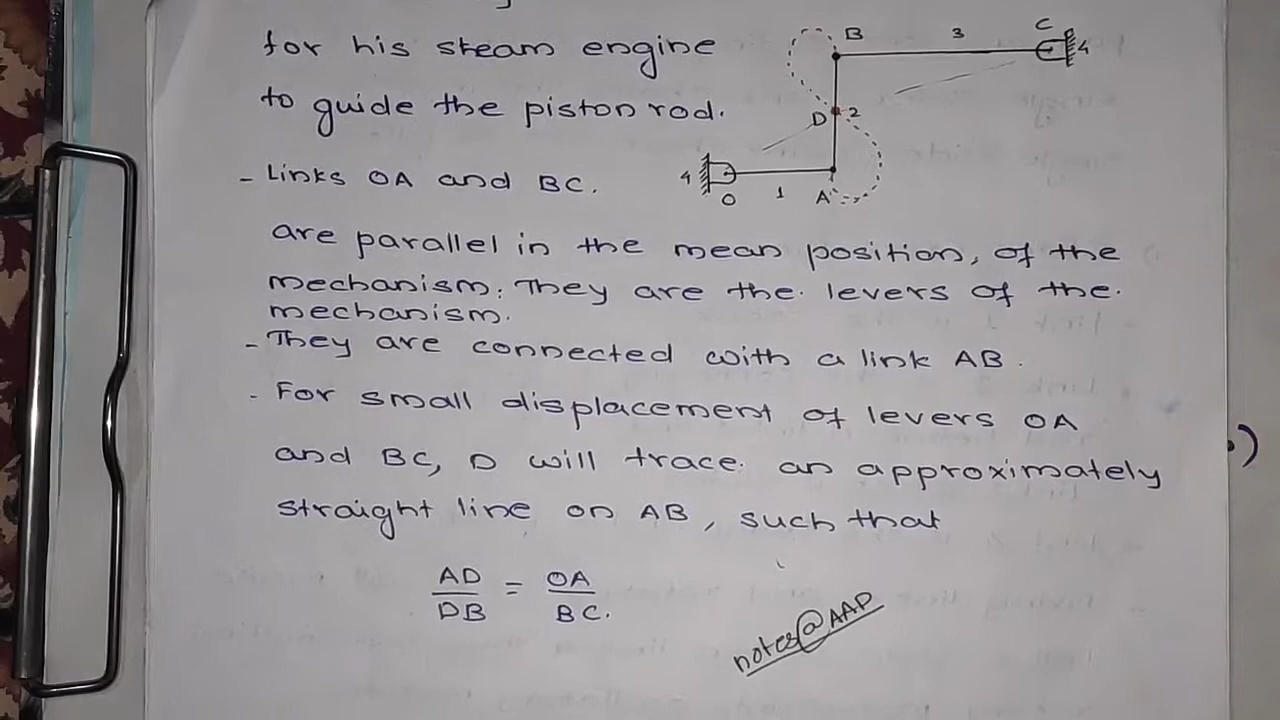 for his steam engine
to guide the piston rod.
- Links OA and BC.
B 3 C 4
D 2
4 O 1 A
are parallel in the mean position, of the
mechanism. They are the levers of the
mechanism.
- They are connected with a link AB.
- For small displacement of levers OA
and BC, D will trace an approximately
straight line on AB, such that
AD/DB = OA/BC.
notes@AAP